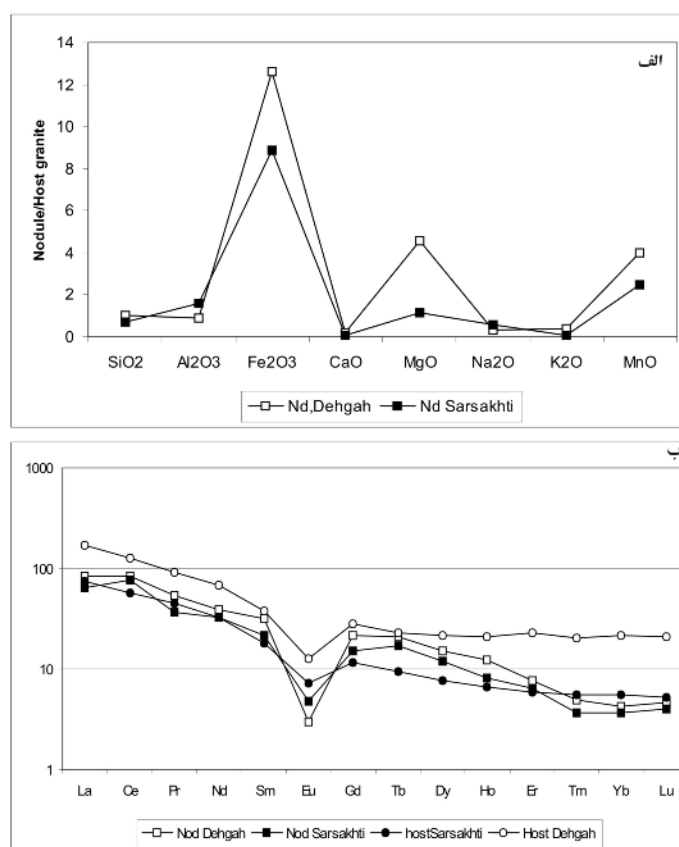 الف
14
12
10
8
6
4
2
0
Nodule/Host granite
SiO2 Al2O3 Fe2O3 CaO MgO Na2O K2O MnO
Nd,Dehgah Nd Sarsakhti
ب
1000
100
10
1
La Ce Pr Nd Sm Eu Gd Tb Dy Ho Er Tm Yb Lu
Nod Dehgah Nod Sarsakhti hostSarsakhti Host Dehgah